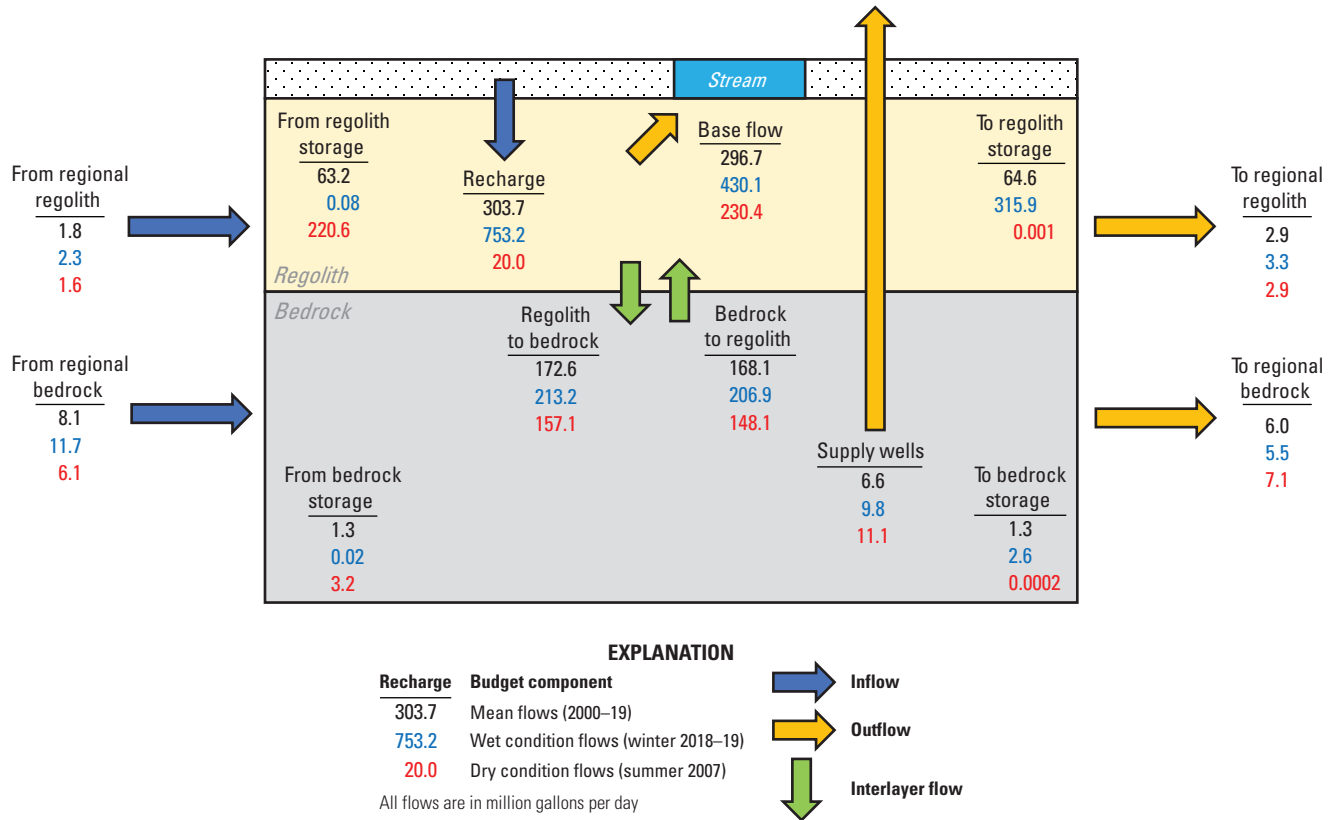 Stream
From regolith
storage
63.2
0.08
220.6
Recharge
303.7
753.2
20.0
Base flow
296.7
430.1
230.4
To regolith
storage
64.6
315.9
0.001
From regional
regolith
1.8
2.3
1.6
To regional
regolith
2.9
3.3
2.9
Regolith
Bedrock
Regolith
to bedrock
172.6
213.2
157.1
Bedrock
to regolith
168.1
206.9
148.1
From regional
bedrock
8.1
11.7
6.1
To regional
bedrock
6.0
5.5
7.1
From bedrock
storage
1.3
0.02
3.2
Supply wells
6.6
9.8
11.1
To bedrock
storage
1.3
2.6
0.0002
EXPLANATION
Recharge Budget component
303.7 Mean flows (2000–19)
753.2 Wet condition flows (winter 2018–19)
20.0 Dry condition flows (summer 2007)
All flows are in million gallons per day
Inflow
Outflow
Interlayer flow